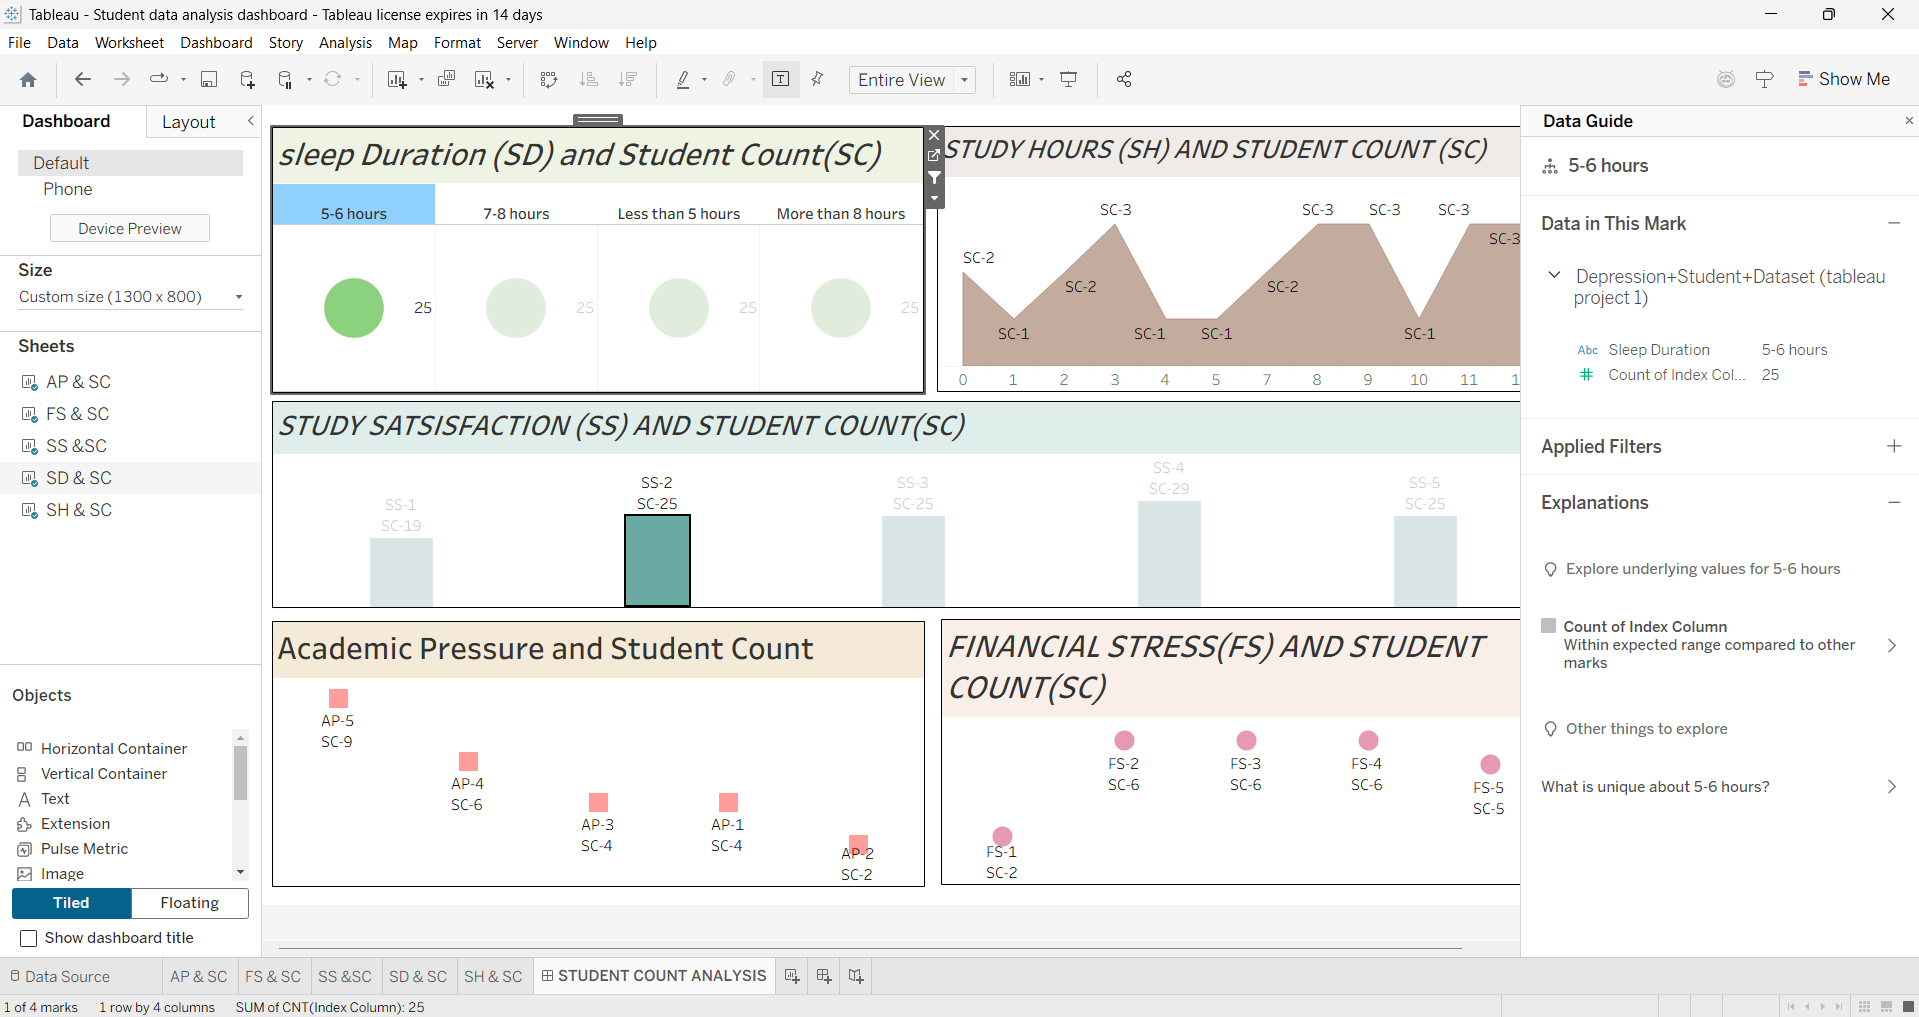 Tableau - Student data analysis dashboard - Tableau license expires in 14 days
File Data Worksheet Dashboard Story Analysis Map Format Server Window Help
Entire View
Show Me
Dashboard Layout
Default
Phone
Device Preview
Size
Custom size (1300 x 800)
Sheets
AP & SC
FS & SC
SS &SC
SD & SC
SH & SC
Objects
Horizontal Container
Vertical Container
Text
Extension
Pulse Metric
Image
Tiled Floating
Show dashboard title
sleep Duration (SD) and Student Count(SC)
5-6 hours 7-8 hours Less than 5 hours More than 8 hours
25 25 25 25
STUDY HOURS (SH) AND STUDENT COUNT (SC)
SC-3 SC-3 SC-3 SC-3
SC-3
SC-2
SC-2 SC-2
SC-1 SC-1 SC-1 SC-1
0 1 2 3 4 5 7 8 9 10 11 1
STUDY SATSISFACTION (SS) AND STUDENT COUNT(SC)
SS-1
SC-19
SS-2
SC-25
SS-3
SC-25
SS-4
SC-29
SS-5
SC-25
Academic Pressure and Student Count
AP-5
SC-9
AP-4
SC-6
AP-3
SC-4
AP-1
SC-4
AP-2
SC-2
FINANCIAL STRESS(FS) AND STUDENT
COUNT(SC)
FS-1
SC-2
FS-2
SC-6
FS-3
SC-6
FS-4
SC-6
FS-5
SC-5
Data Guide
5-6 hours
Data in This Mark
Depression+Student+Dataset (tableau
project 1)
Abc Sleep Duration 5-6 hours
Count of Index Col... 25
Applied Filters
Explanations
Explore underlying values for 5-6 hours
Count of Index Column
Within expected range compared to other
marks
Other things to explore
What is unique about 5-6 hours?
Data Source AP & SC FS & SC SS &SC SD & SC SH & SC STUDENT COUNT ANALYSIS
1 of 4 marks 1 row by 4 columns SUM of CNT(Index Column): 25